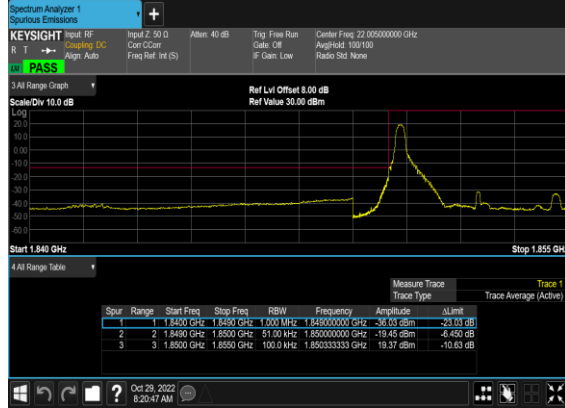 Spectrum Analyzer 1
Spurious Emissions
+
KEYSIGHT Input: RF Input Z: 50 Ω Atten: 40 dB Trig: Free Run Center Freq: 22.005000000 GHz
R T Coupling: DC Corr CCorr Gate: Off Avg|Hold: 100/100
Align: Auto Freq Ref: Int (S) IF Gain: Low Radio Std: None
PASS
3 All Range Graph
Ref Lvl Offset 8.00 dB
Scale/Div 10.0 dB Ref Value 30.00 dBm
Log
20.0
10.0
0.00
-10.0
-20.0
-30.0
-40.0
-50.0
-60.0
Start 1.840 GHz Stop 1.855 GH
4 All Range Table
Measure Trace Trace 1
Trace Type Trace Average (Active)
Spur Range Start Freq Stop Freq RBW Frequency Amplitude ΔLimit
1 1 1.8400 GHz 1.8490 GHz 1.000 MHz 1.849000000 GHz -36.03 dBm -23.03 dB
2 2 1.8490 GHz 1.8500 GHz 51.00 kHz 1.850000000 GHz -19.45 dBm -6.450 dB
3 3 1.8500 GHz 1.8550 GHz 100.0 kHz 1.850333333 GHz 19.37 dBm -10.63 dB
? Oct 29, 2022
8:20:47 AM